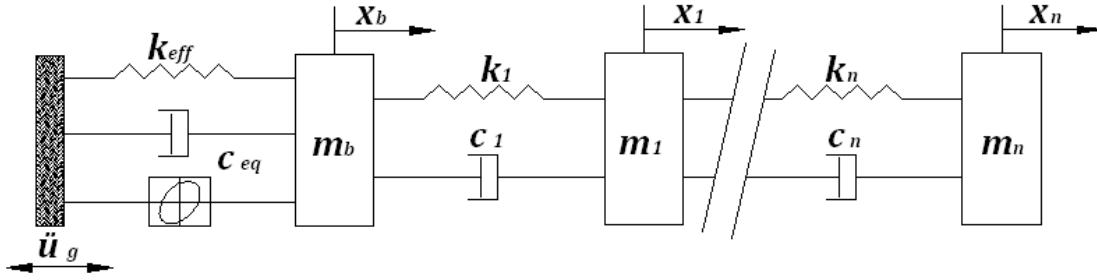 x_b x_1 x_n
k_eff k_1 k_n
m_b c_1 m_1 c_n m_n
c_eq
ü_g